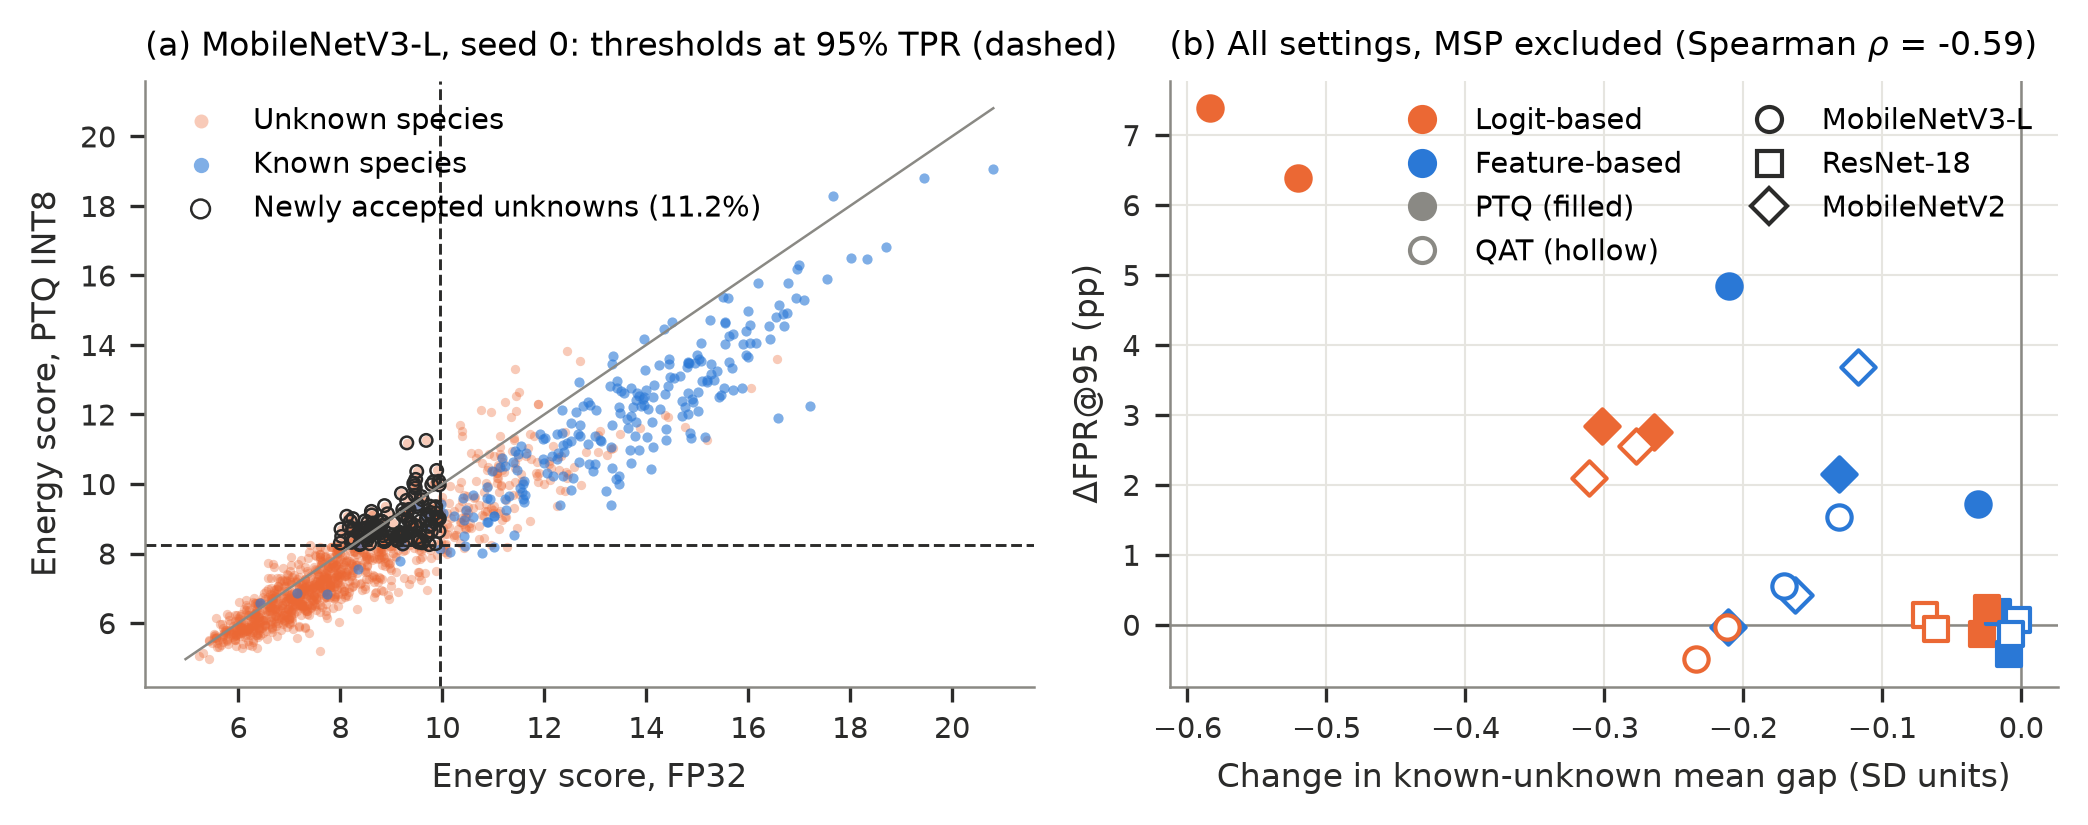 (a) MobileNetV3-L, seed 0: thresholds at 95% TPR (dashed)
Unknown species
Known species
Newly accepted unknowns (11.2%)
Energy score, PTQ INT8
20
18
16
14
12
10
8
6
6 8 10 12 14 16 18 20
Energy score, FP32
(b) All settings, MSP excluded (Spearman ρ = -0.59)
Logit-based
Feature-based
PTQ (filled)
QAT (hollow)
MobileNetV3-L
ResNet-18
MobileNetV2
ΔFPR@95 (pp)
7
6
5
4
3
2
1
0
−0.6 −0.5 −0.4 −0.3 −0.2 −0.1 0.0
Change in known-unknown mean gap (SD units)